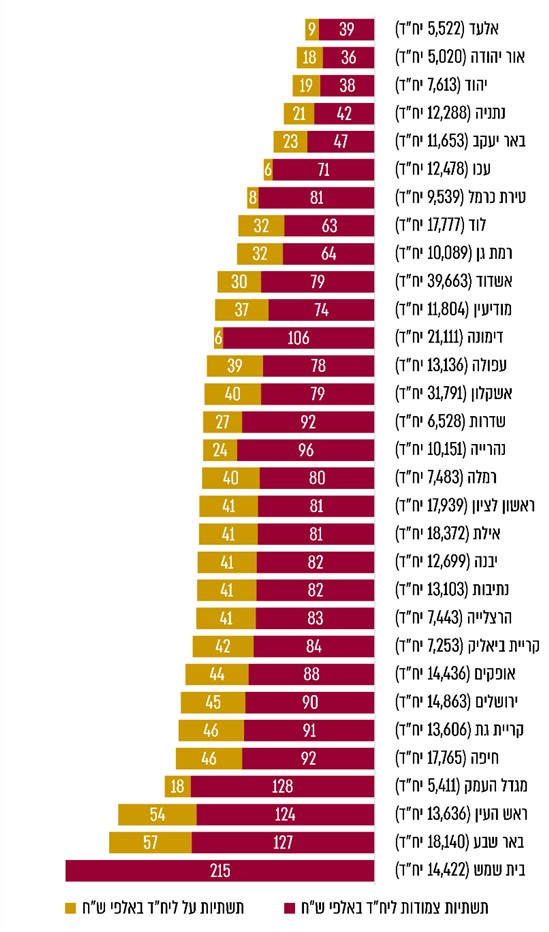 אלעד (5,522 יח"ד) 39 9
אור יהודה (5,020 יח"ד) 36 18
יהוד (7,613 יח"ד) 38 19
נתניה (12,288 יח"ד) 42 21
באר יעקב (11,653 יח"ד) 47 23
עכו (12,478 יח"ד) 71 6
טירת כרמל (9,539 יח"ד) 81 8
לוד (17,777 יח"ד) 63 32
רמת גן (10,089 יח"ד) 64 32
אשדוד (39,663 יח"ד) 79 30
מודיעין (11,804 יח"ד) 74 37
דימונה (21,111 יח"ד) 106 6
עפולה (13,136 יח"ד) 78 39
אשקלון (31,791 יח"ד) 79 40
שדרות (6,528 יח"ד) 92 27
נהרייה (10,151 יח"ד) 96 24
רמלה (7,483 יח"ד) 80 40
ראשון לציון (17,939 יח"ד) 81 41
אילת (18,372 יח"ד) 81 41
יבנה (12,699 יח"ד) 82 41
נתיבות (13,103 יח"ד) 82 41
הרצלייה (7,443 יח"ד) 83 41
קריית ביאליק (7,253 יח"ד) 84 42
אופקים (14,436 יח"ד) 88 44
ירושלים (14,863 יח"ד) 90 45
קריית גת (13,606 יח"ד) 91 46
חיפה (17,765 יח"ד) 92 46
מגדל העמק (5,411 יח"ד) 128 18
ראש העין (13,636 יח"ד) 124 54
באר שבע (18,140 יח"ד) 127 57
בית שמש (14,422 יח"ד) 215
תשתיות צמודות ליח"ד באלפי ש"ח תשתיות על ליח"ד באלפי ש"ח